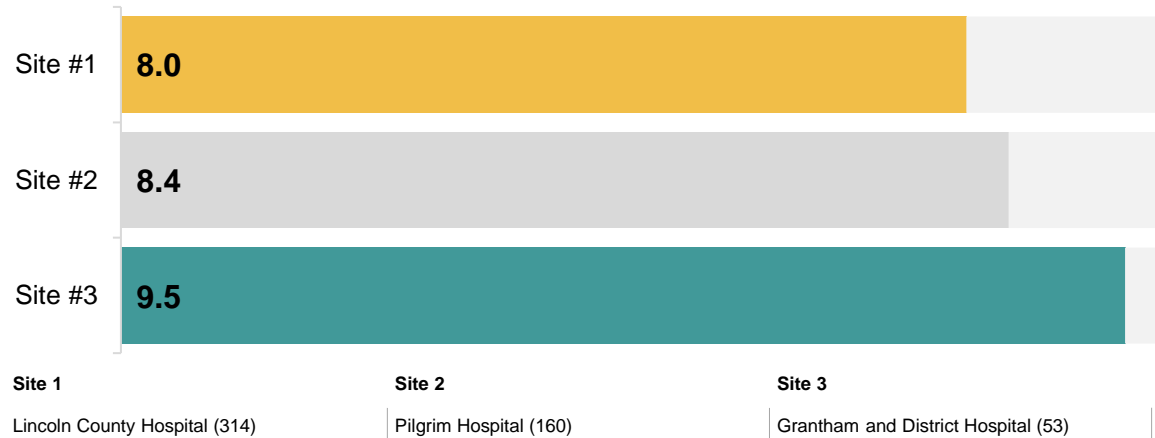 Site #1 8.0
Site #2 8.4
Site #3 9.5
Site 1 Site 2 Site 3
Lincoln County Hospital (314) Pilgrim Hospital (160) Grantham and District Hospital (53)